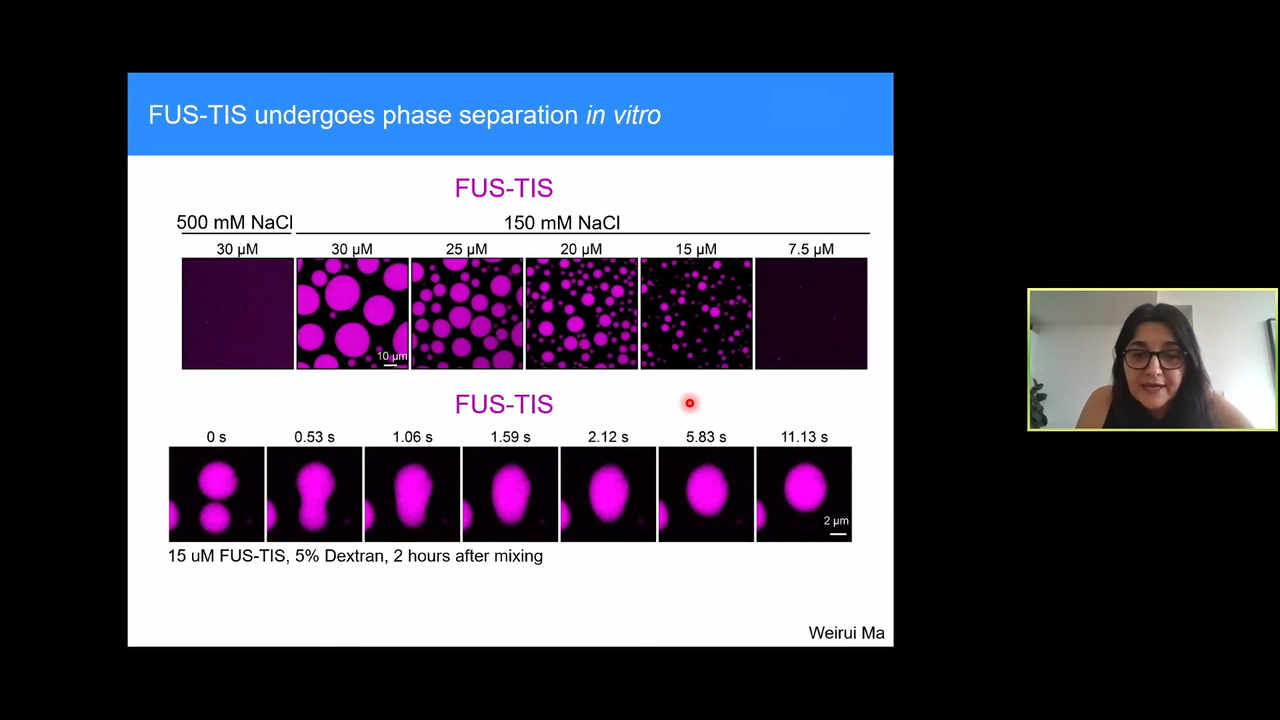 FUS-TIS undergoes phase separation in vitro
FUS-TIS
500 mM NaCl 150 mM NaCl
30 µM 30 µM 25 µM 20 µM 15 µM 7.5 µM
10 µm
FUS-TIS
0 s 0.53 s 1.06 s 1.59 s 2.12 s 5.83 s 11.13 s
2 µm
15 uM FUS-TIS, 5% Dextran, 2 hours after mixing
Weirui Ma